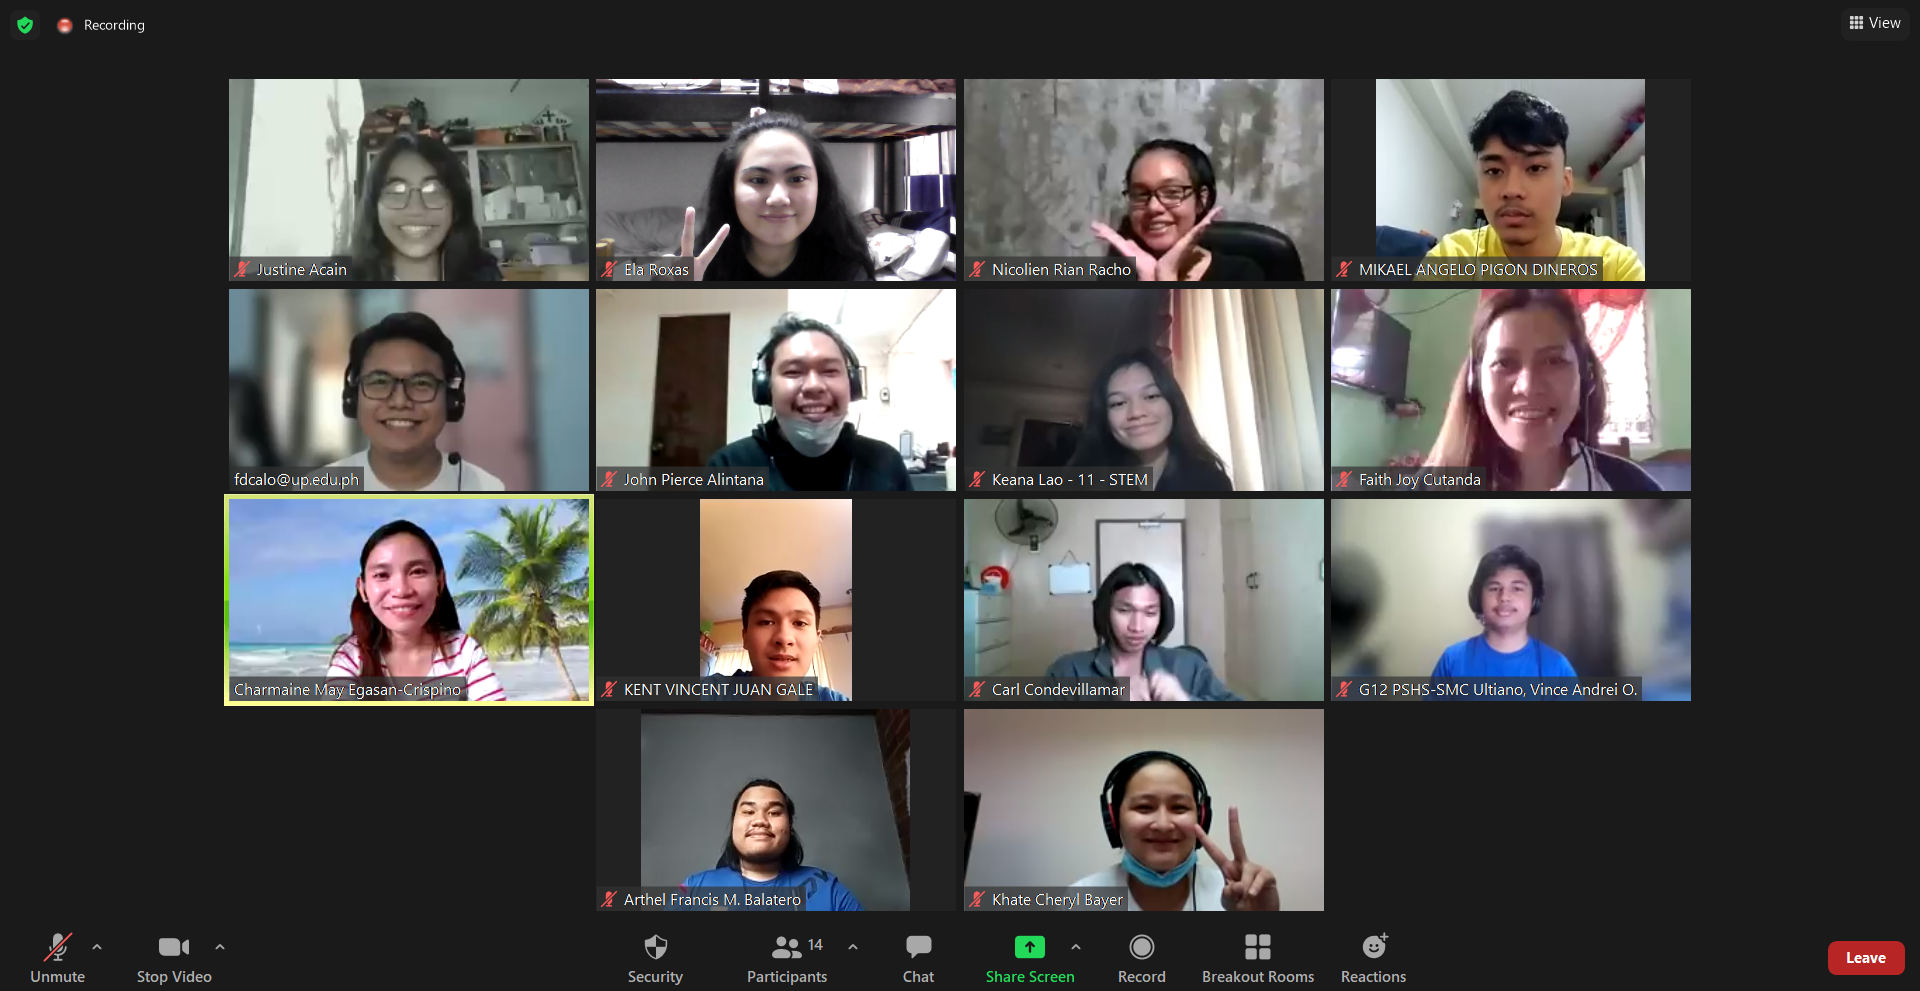 Recording
View
Justine Acain
Ela Roxas
Nicolien Rian Racho
MIKAEL ANGELO PIGON DINEROS
fdcalo@up.edu.ph
John Pierce Alintana
Keana Lao - 11 - STEM
Faith Joy Cutanda
Charmaine May Egasan-Crispino
KENT VINCENT JUAN GALE
Carl Condevillamar
G12 PSHS-SMC Ultiano, Vince Andrei O.
Arthel Francis M. Balatero
Khate Cheryl Bayer
Unmute
Stop Video
Security
Participants
14
Chat
Share Screen
Record
Breakout Rooms
Reactions
Leave